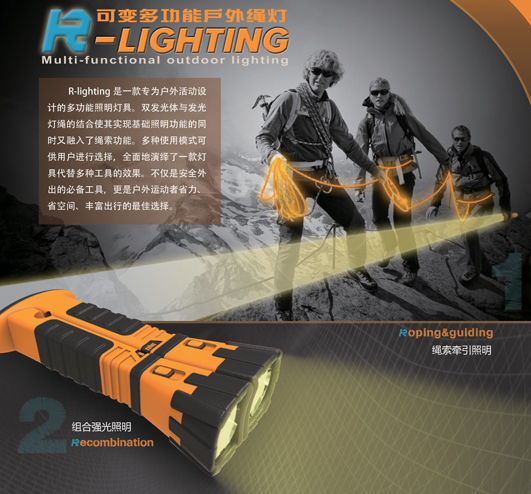 可变多功能户外绳灯
R-LIGHTING
Multi-functional outdoor lighting
R-lighting 是一款专为户外活动设
计的多功能照明灯具。双发光体与发光
灯绳的结合使其实现基础照明功能的同
时又融入了绳索功能。多种使用模式可
供用户进行选择，全面地演绎了一款灯
具代替多种工具的效果。不仅是安全外
出的必备工具，更是户外运动者省力、
省空间、丰富出行的最佳选择。
1
Roping&guiding
绳索牵引照明
2
组合强光照明
Recombination